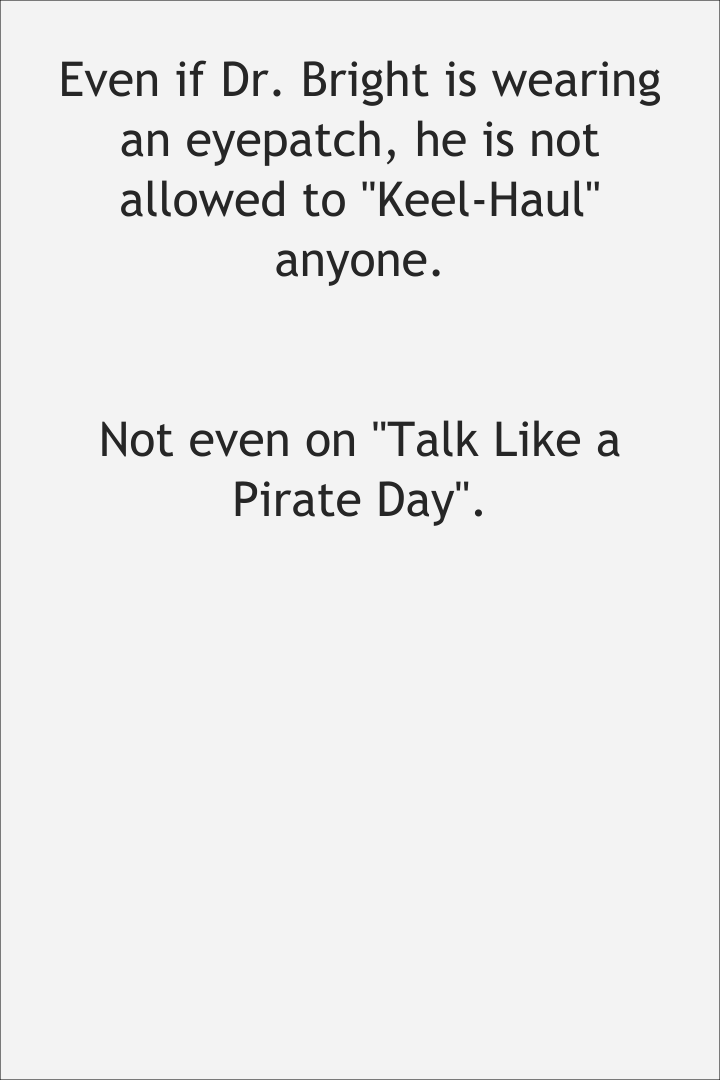 Even if Dr. Bright is wearing
an eyepatch, he is not
allowed to "Keel-Haul"
anyone.
Not even on "Talk Like a
Pirate Day".